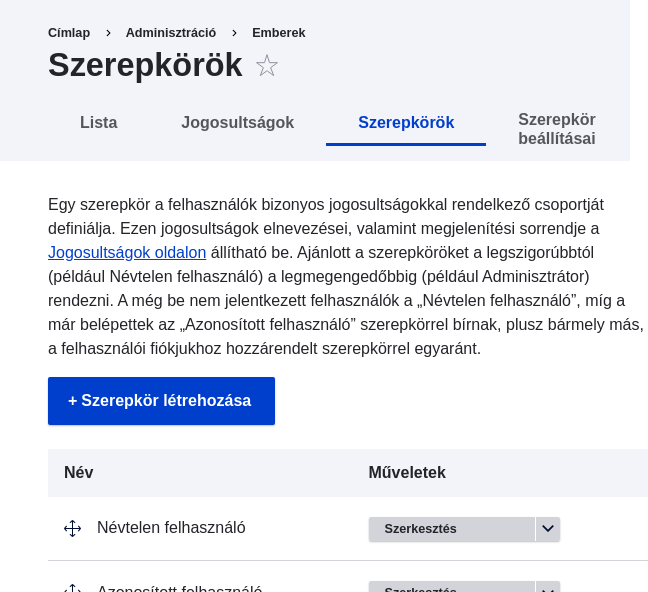 Címlap › Adminisztráció › Emberek
Szerepkörök ☆
Lista Jogosultságok Szerepkörök Szerepkör beállításai
Egy szerepkör a felhasználók bizonyos jogosultságokkal rendelkező csoportját
definiálja. Ezen jogosultságok elnevezései, valamint megjelenítési sorrendje a
Jogosultságok oldalon állítható be. Ajánlott a szerepköröket a legszigorúbbtól
(például Névtelen felhasználó) a legmegengedőbbig (például Adminisztrátor)
rendezni. A még be nem jelentkezett felhasználók a „Névtelen felhasználó”, míg a
már belépettek az „Azonosított felhasználó” szerepkörrel bírnak, plusz bármely más,
a felhasználói fiókjukhoz hozzárendelt szerepkörrel egyaránt.
+ Szerepkör létrehozása
Név Műveletek
Névtelen felhasználó Szerkesztés
Azonosított felhasználó Szerkesztés